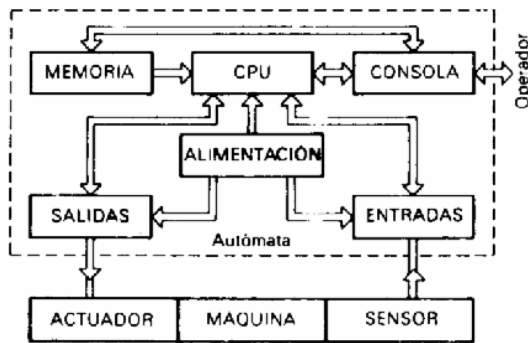 MEMORIA
CPU
CONSOLA
Operador
ALIMENTACIÓN
SALIDAS
ENTRADAS
Autómata
ACTUADOR
MAQUINA
SENSOR